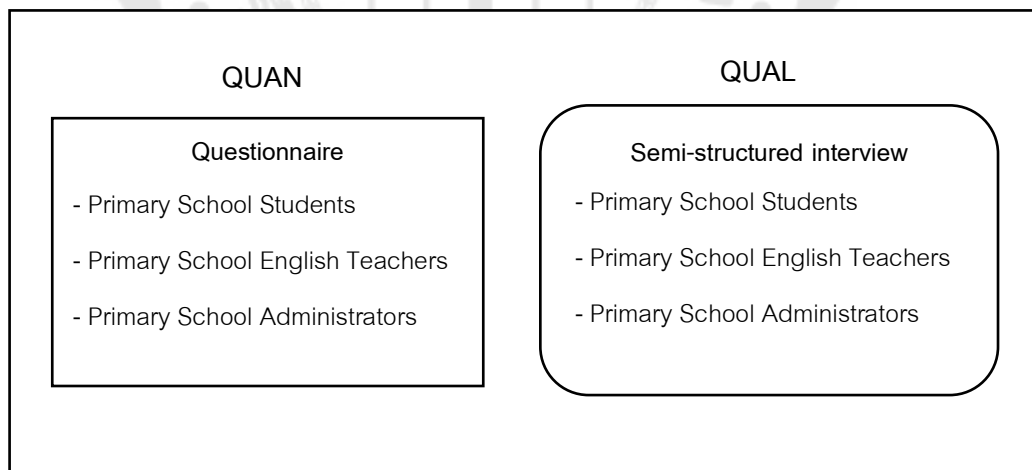 QUAN
Questionnaire
- Primary School Students
- Primary School English Teachers
- Primary School Administrators
QUAL
Semi-structured interview
- Primary School Students
- Primary School English Teachers
- Primary School Administrators